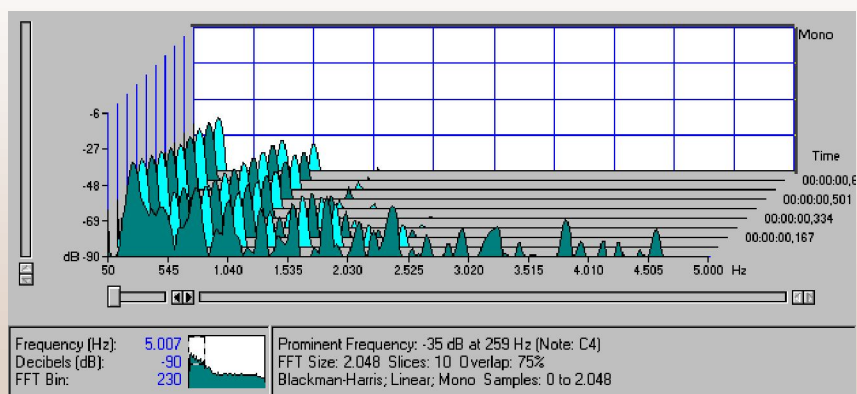 Mono
-6
-27
-48
-69
dB -90
Time
00:00:00,6
00:00:00,501
00:00:00,334
00:00:00,167
50 545 1.040 1.535 2.030 2.525 3.020 3.515 4.010 4.505 5.000 Hz
Frequency (Hz): 5.007
Decibels (dB): -90
FFT Bin: 230
Prominent Frequency: -35 dB at 259 Hz (Note: C4)
FFT Size: 2.048 Slices: 10 Overlap: 75%
Blackman-Harris; Linear; Mono Samples: 0 to 2.048